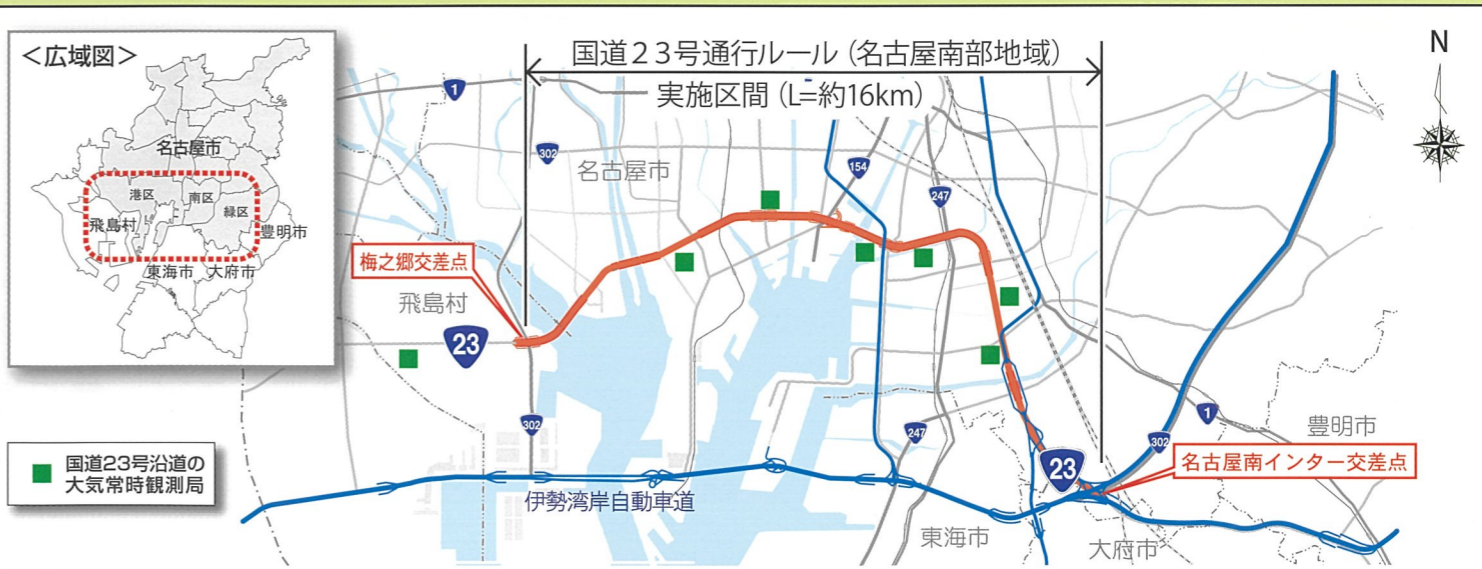 ＜広域図＞
名古屋市
港区
南区
緑区
飛島村
豊明市
東海市
大府市
国道23号沿道の
大気常時観測局
国道２３号通行ルール（名古屋南部地域）
実施区間（L=約16km）
N
1
302
名古屋市
154
247
梅之郷交差点
飛島村
23
302
247
1
豊明市
302
23
名古屋南インター交差点
伊勢湾岸自動車道
東海市
大府市